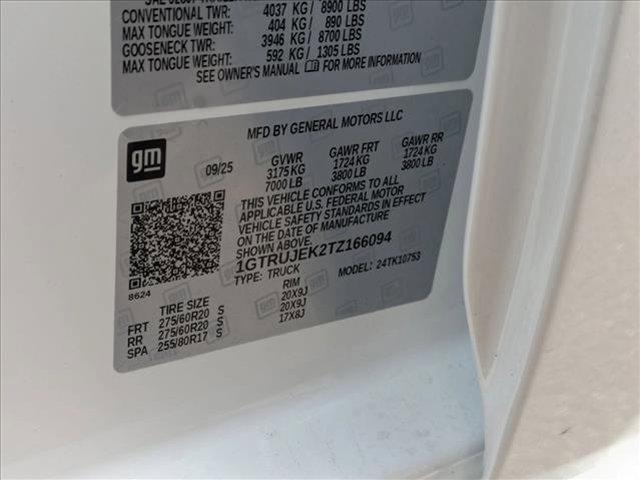 CONVENTIONAL TWR: 4037 KG/ 8900 LBS
MAX TONGUE WEIGHT: 404 KG/ 890 LBS
GOOSENECK TWR: 3946 KG/ 8700 LBS
MAX TONGUE WEIGHT: 592 KG/ 1305 LBS
SEE OWNER'S MANUAL FOR MORE INFORMATION
MFD BY GENERAL MOTORS LLC
gm
09/25 GVWR GAWR FRT GAWR RR
3175 KG 1724 KG 1724 KG
7000 LB 3800 LB 3800 LB
THIS VEHICLE CONFORMS TO ALL
APPLICABLE U.S. FEDERAL MOTOR
VEHICLE SAFETY STANDARDS IN EFFECT
ON THE DATE OF MANUFACTURE
SHOWN ABOVE.
1GTRUJEK2TZ166094
TYPE: TRUCK MODEL: 24TK10753
8624
TIRE SIZE RIM
FRT 275/60R20 S 20X9J
RR 275/60R20 S 20X9J
SPA 255/80R17 S 17X8J